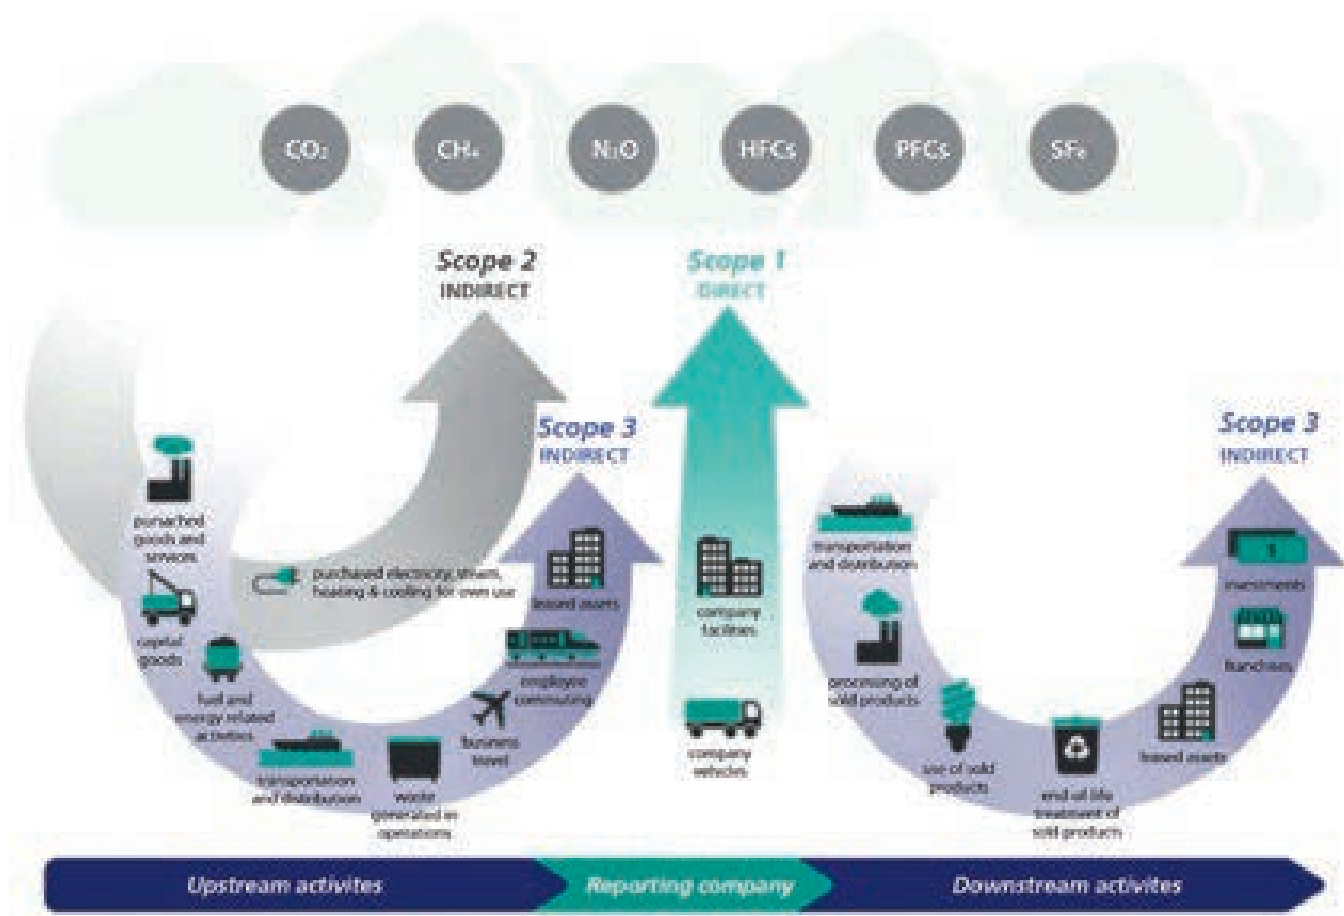 CO₂
CH₄
N₂O
HFCs
PFCs
SF₆
Scope 2
INDIRECT
Scope 1
DIRECT
Scope 3
INDIRECT
Scope 3
INDIRECT
purchased electricity, steam,
heating & cooling for own use
goods and
services
capital
goods
fuel and
energy related
activities
transportation
and distribution
waste
generated in
operations
business
travel
employee
commuting
leased assets
company
facilities
company
vehicles
transportation
and distribution
processing of
sold products
use of sold
products
end of life
treatment of
sold products
leased assets
franchises
investments
Upstream activites
Reporting company
Downstream activites